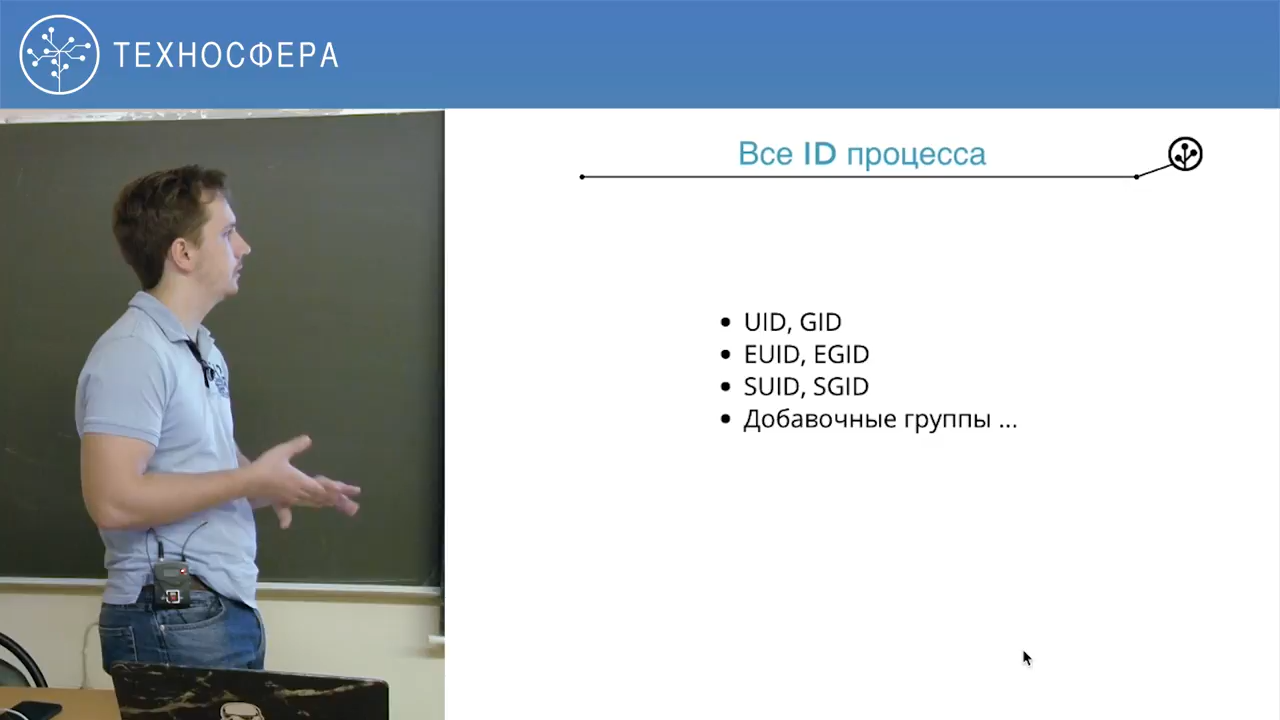 ТЕХНОСФЕРА
Все ID процесса
UID, GID
EUID, EGID
SUID, SGID
Добавочные группы ...